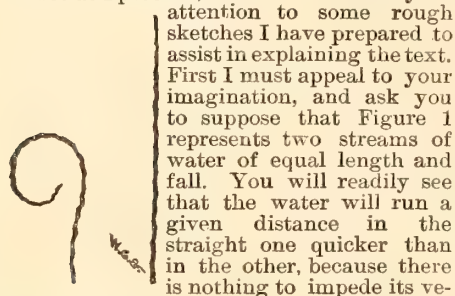 attention to some rough
sketches I have prepared to
assist in explaining the text.
First I must appeal to your
imagination, and ask you
to suppose that Figure 1
represents two streams of
water of equal length and
fall. You will readily see
that the water will run a
given distance in the
straight one quicker than
in the other, because there
is nothing to impede its ve-